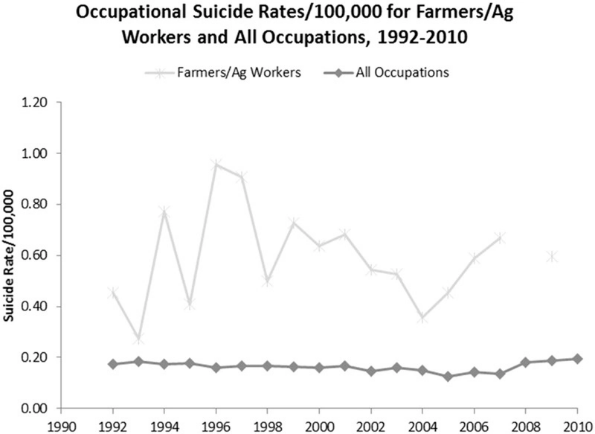 Occupational Suicide Rates/100,000 for Farmers/Ag
Workers and All Occupations, 1992-2010
Farmers/Ag Workers All Occupations
1.20
1.00
0.80
0.60
0.40
0.20
0.00
Suicide Rate/100,000
1990 1992 1994 1996 1998 2000 2002 2004 2006 2008 2010